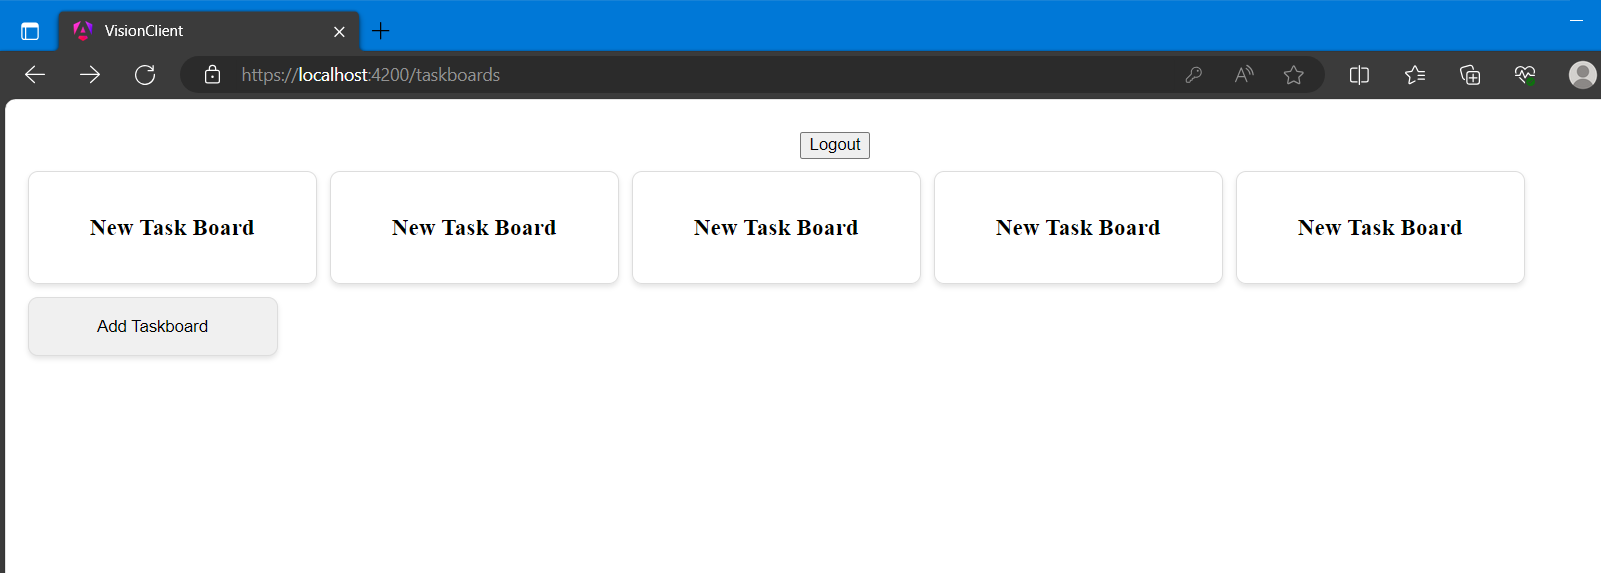 VisionClient
https://localhost:4200/taskboards
Logout
New Task Board
New Task Board
New Task Board
New Task Board
New Task Board
Add Taskboard